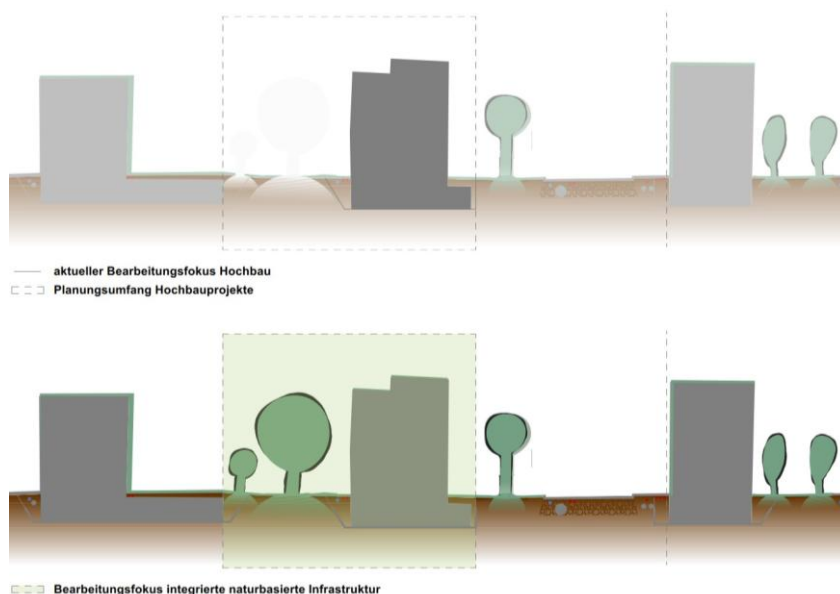 aktueller Bearbeitungsfokus Hochbau
Planungsumfang Hochbauprojekte
Bearbeitungsfokus integrierte naturbasierte Infrastruktur